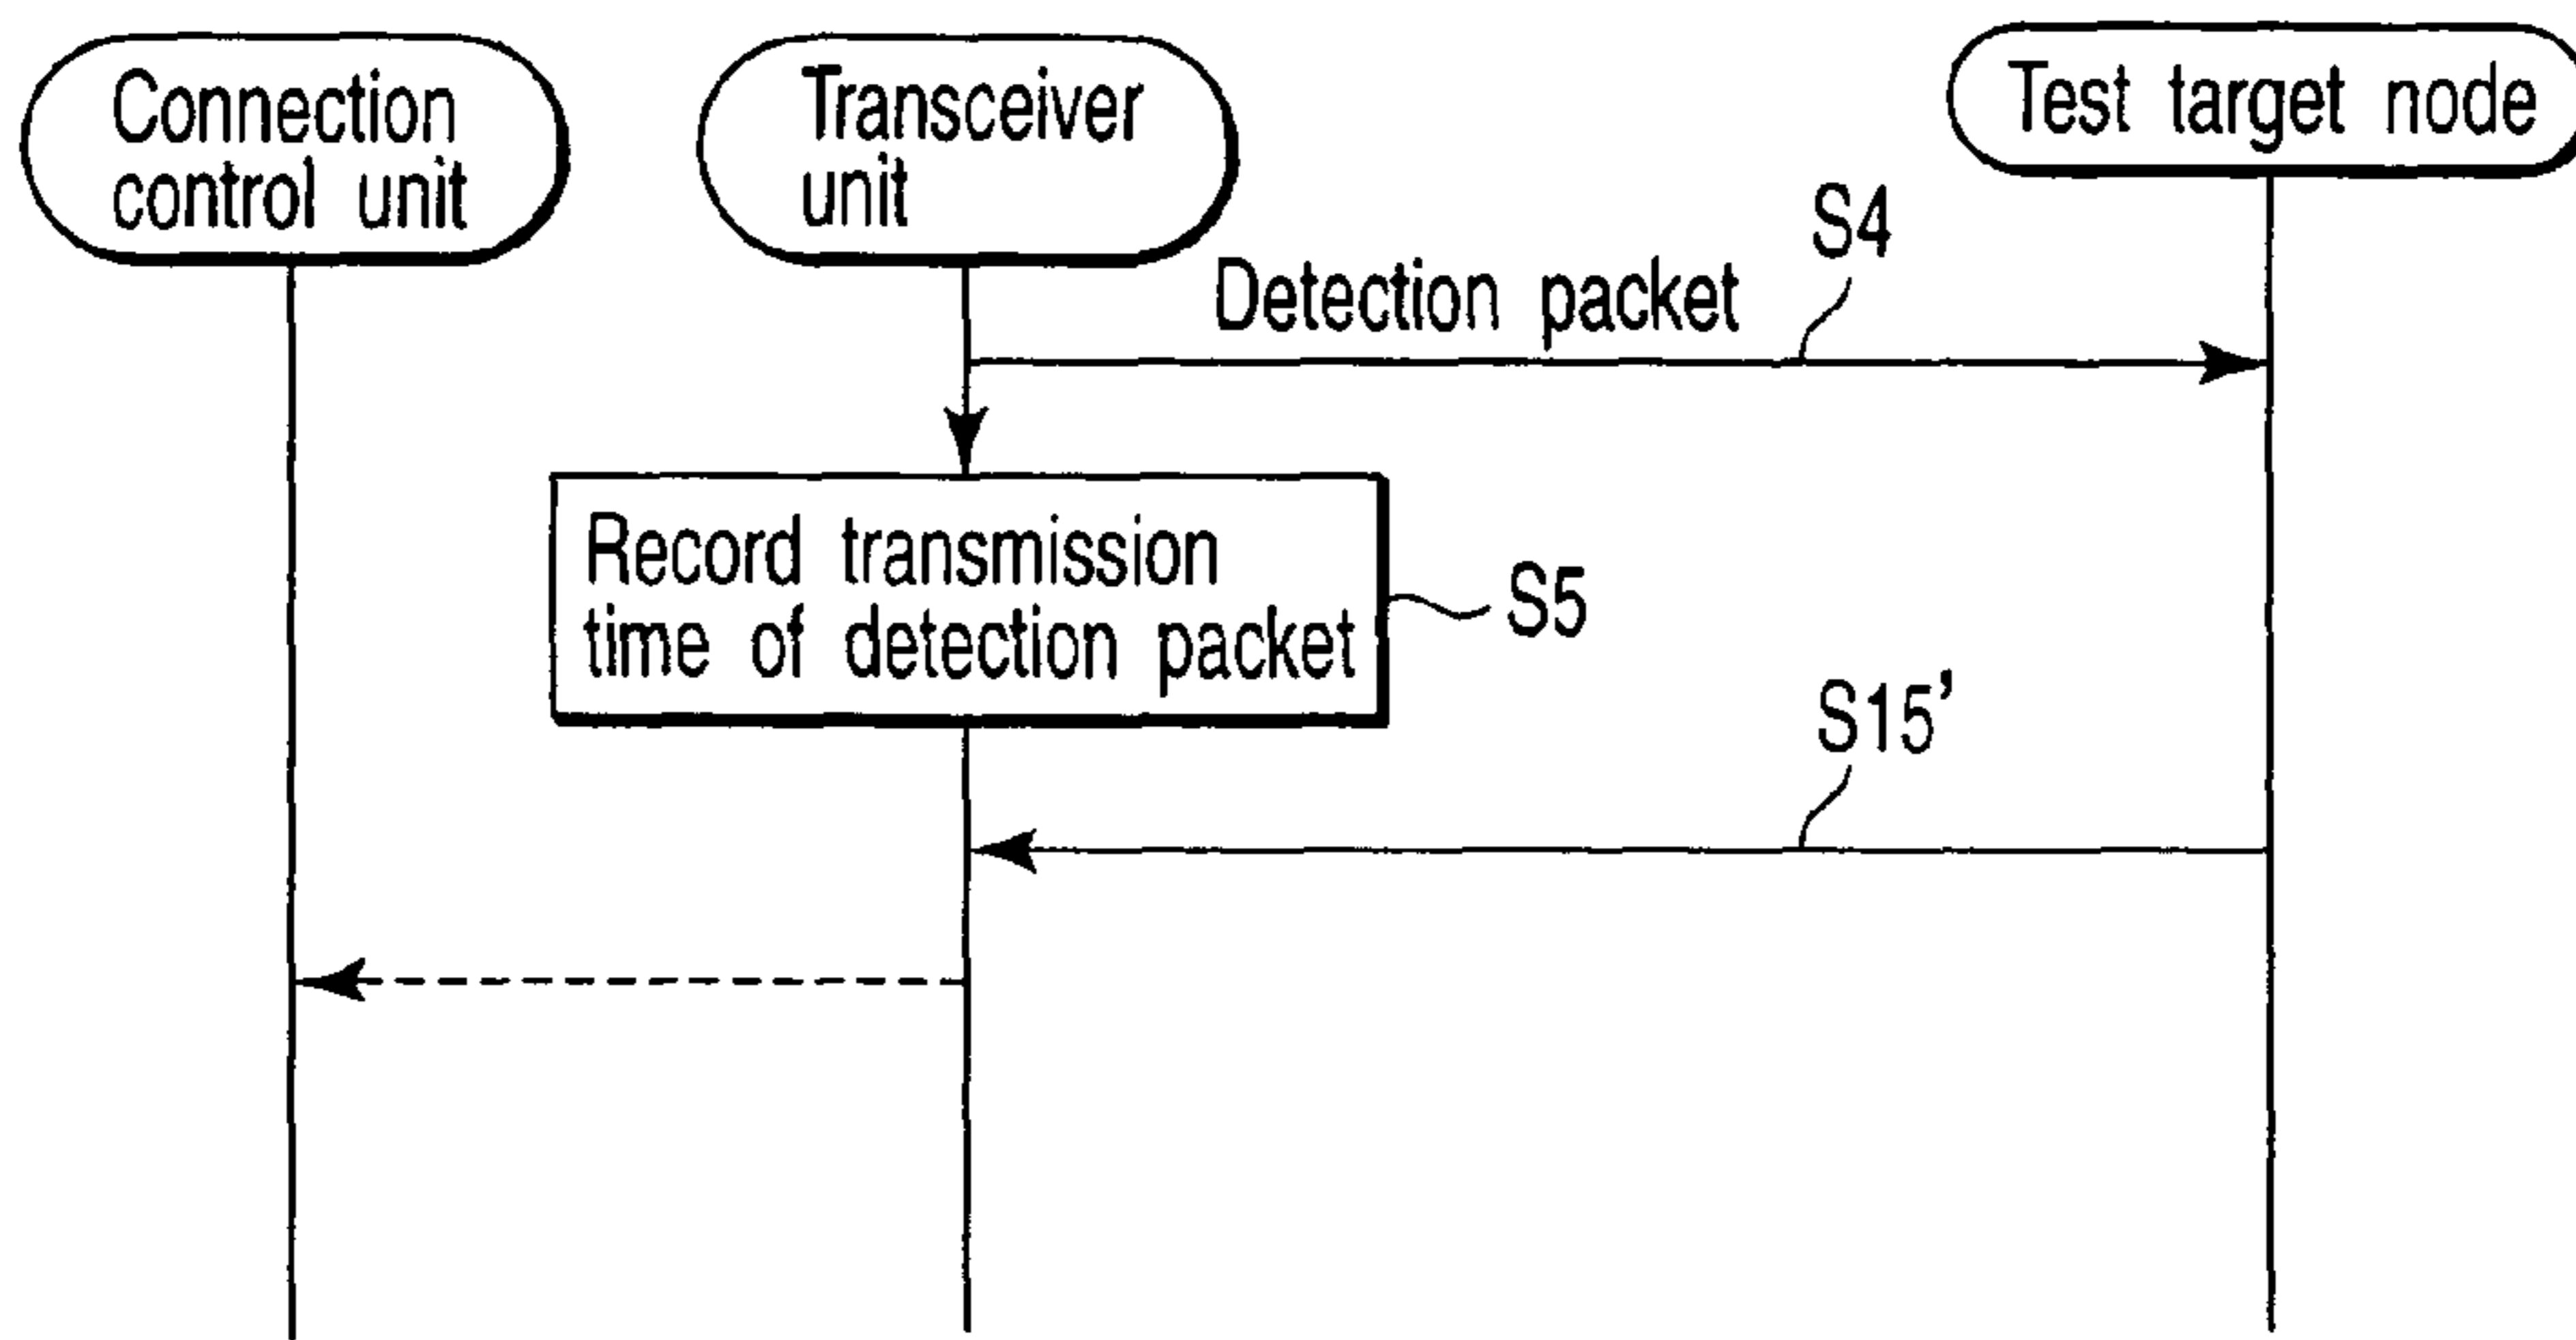 Connection
control unit
Transceiver
unit
Test target node
S4
Detection packet
Record transmission
time of detection packet
S5
S15’